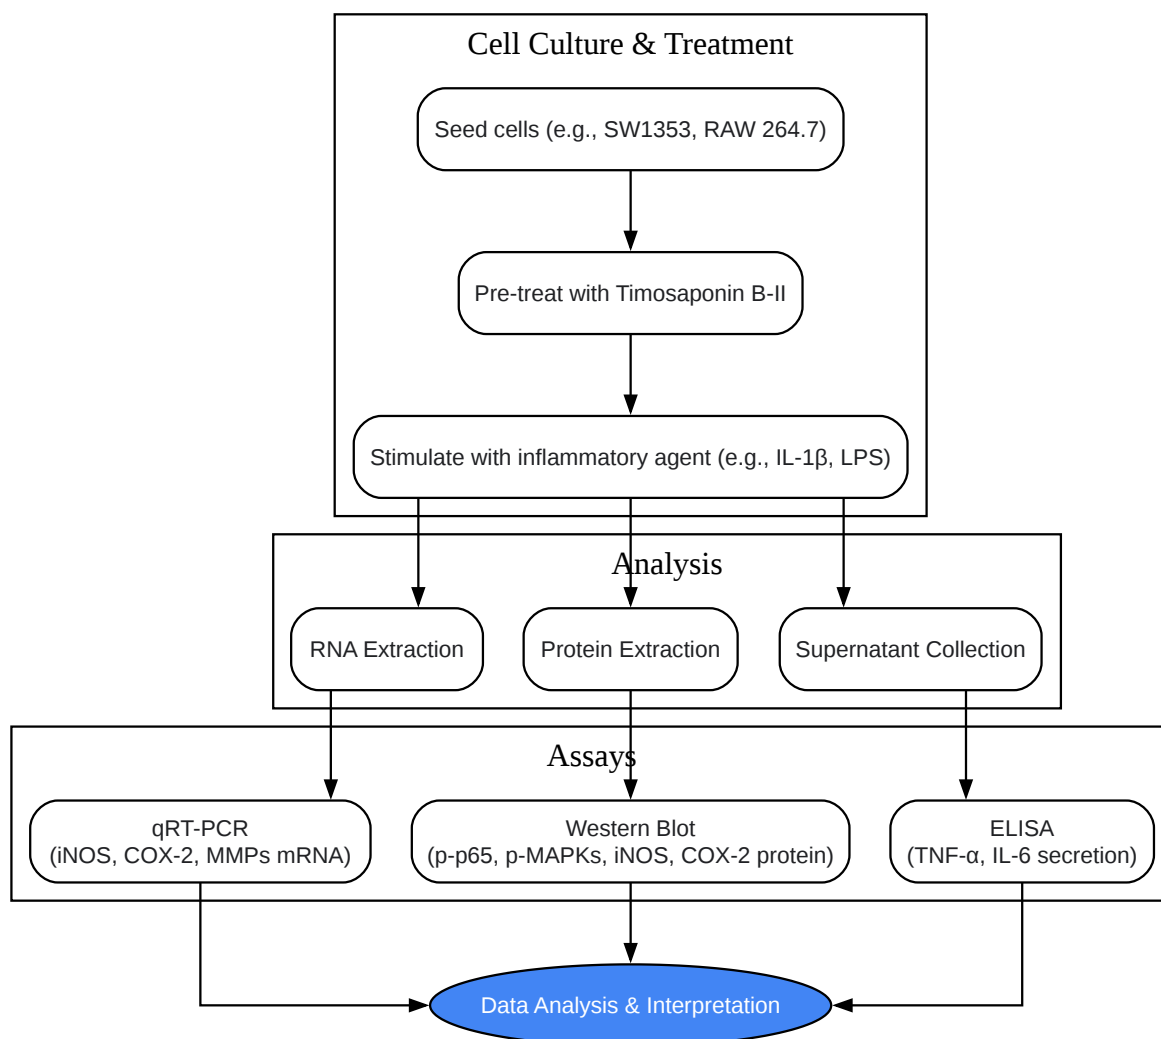 Cell Culture & Treatment
Seed cells (e.g., SW1353, RAW 264.7)
Pre-treat with Timosaponin B-II
Stimulate with inflammatory agent (e.g., IL-1β, LPS)
Analysis
RNA Extraction
Protein Extraction
Supernatant Collection
Assays
qRT-PCR
(iNOS, COX-2, MMPs mRNA)
Western Blot
(p-p65, p-MAPKs, iNOS, COX-2 protein)
ELISA
(TNF-α, IL-6 secretion)
Data Analysis & Interpretation